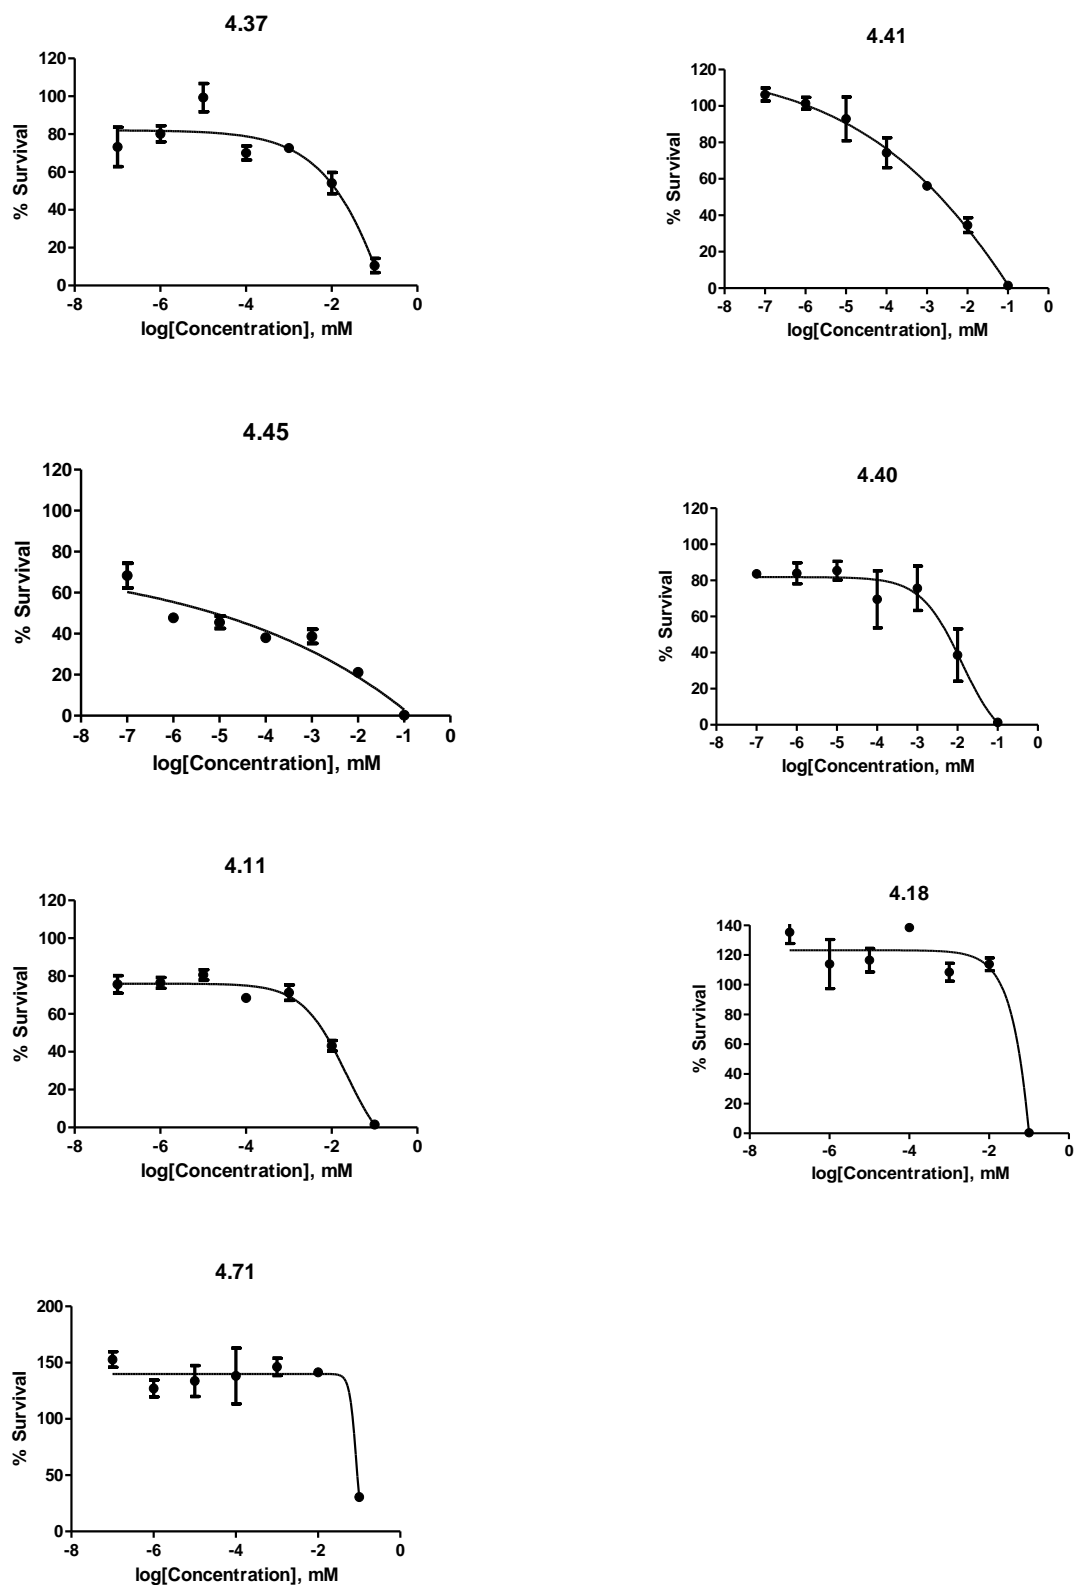 4.37
120
100
80
60
40
20
0
% Survival
-8 -6 -4 -2 0
log[Concentration], mM
4.41
120
100
80
60
40
20
0
% Survival
-8 -7 -6 -5 -4 -3 -2 -1 0
log[Concentration], mM
4.45
120
100
80
60
40
20
0
% Survival
-8 -7 -6 -5 -4 -3 -2 -1 0
log[Concentration], mM
4.40
120
100
80
60
40
20
0
% Survival
-8 -7 -6 -5 -4 -3 -2 -1 0
log[Concentration, mM
4.11
120
100
80
60
40
20
0
% Survival
-8 -6 -4 -2 0
log[Concentration], mM
4.18
140
120
100
80
60
40
20
0
% Survival
-8 -6 -4 -2 0
log[Concentration], mM
4.71
200
150
100
50
0
% Survival
-8 -6 -4 -2 0
log[Concentration], mM